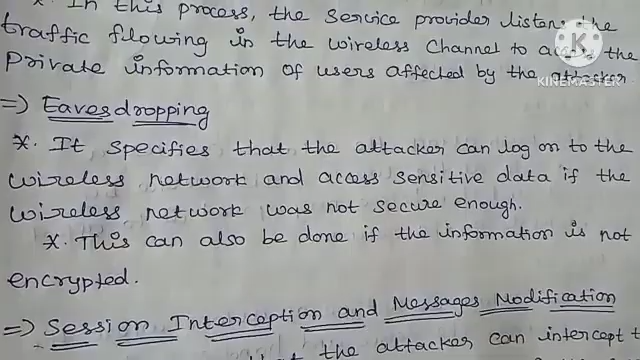 *. In this process, the service provider listens the
traffic flowing in the wireless channel to the
Private information of users affected by the attacker
KINEMASTER
=> Eavesdropping
*. It specifies that the attacker can log on to the
wireless network and access sensitive data if the
wireless network was not secure enough.
*. This can also be done if the information is not
encrypted.
=> Session Interception and Messages Modification
the attacker can intercept